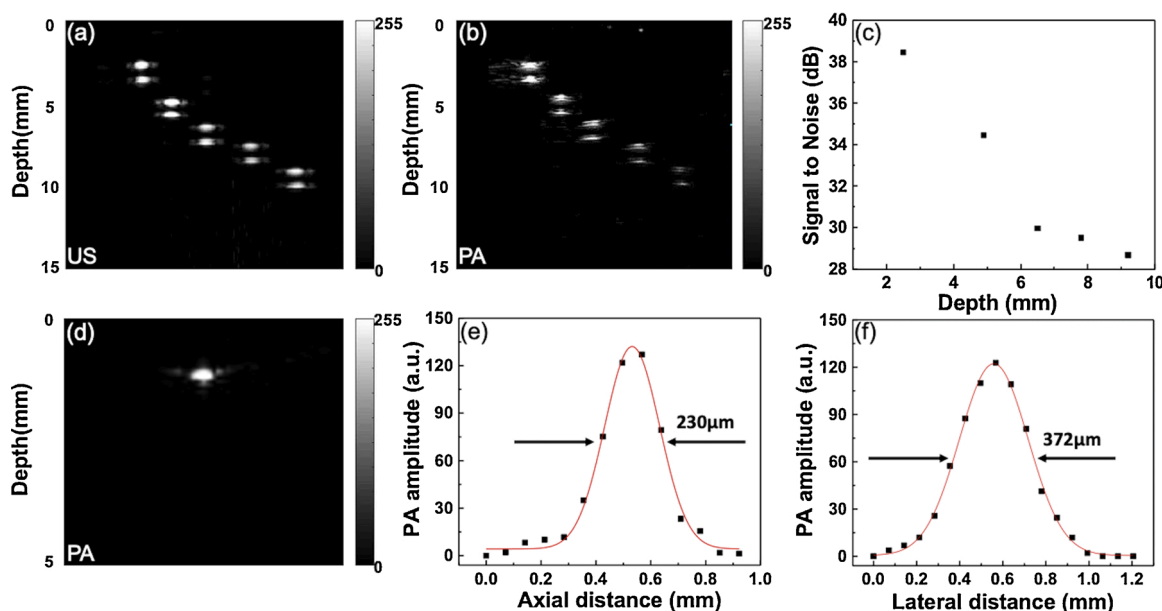 (a)
0
5
10
15
Depth(mm)
US
255
0
(b)
0
5
10
15
Depth(mm)
PA
255
0
(c)
40
38
36
34
32
30
28
Signal to Noise (dB)
2 4 6 8 10
Depth (mm)
(d)
0
5
Depth(mm)
PA
255
0
(e)
150
120
90
60
30
0
PA amplitude (a.u.)
230μm
0.0 0.2 0.4 0.6 0.8 1.0
Axial distance (mm)
(f)
150
120
90
60
30
0
PA amplitude (a.u.)
372μm
0.0 0.2 0.4 0.6 0.8 1.0 1.2
Lateral distance (mm)